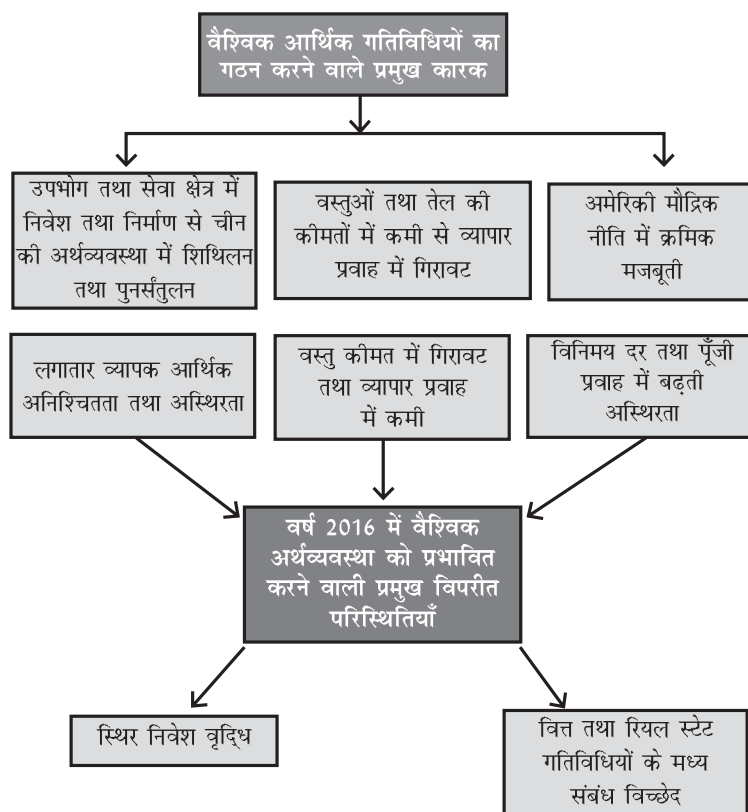 वैश्विक आर्थिक गतिविधियों का
गठन करने वाले प्रमुख कारक
उपभोग तथा सेवा क्षेत्र में
निवेश तथा निर्माण से चीन
की अर्थव्यवस्था में शिथिलन
तथा पुनर्संतुलन
वस्तुओं तथा तेल की
कीमतों में कमी से व्यापार
प्रवाह में गिरावट
अमेरिकी मौद्रिक
नीति में क्रमिक
मजबूती
लगातार व्यापक आर्थिक
अनिश्चितता तथा अस्थिरता
वस्तु कीमत में गिरावट
तथा व्यापार प्रवाह
में कमी
विनिमय दर तथा पूँजी
प्रवाह में बढ़ती
अस्थिरता
वर्ष 2016 में वैश्विक
अर्थव्यवस्था को प्रभावित
करने वाली प्रमुख विपरीत
परिस्थितियाँ
स्थिर निवेश वृद्धि
वित्त तथा रियल स्टेट
गतिविधियों के मध्य
संबंध विच्छेद